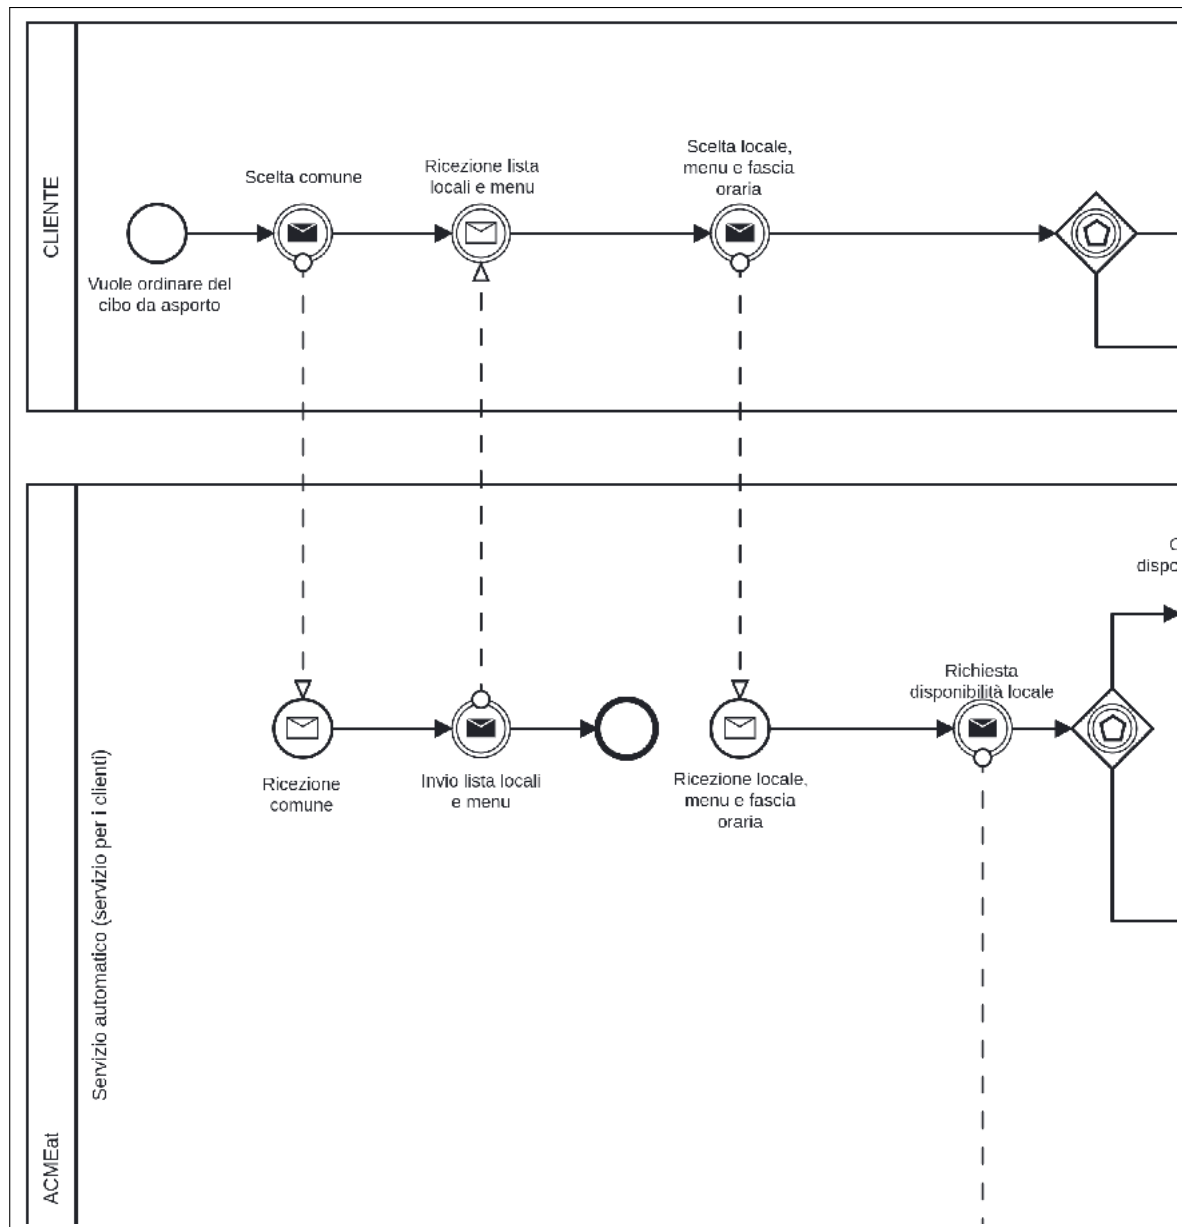 CLIENTE
Vuole ordinare del
cibo da asporto
Scelta comune
Ricezione lista
locali e menu
Scelta locale,
menu e fascia
oraria
ACMEat
Servizio automatico (servizio per i clienti)
Ricezione
comune
Invio lista locali
e menu
Ricezione locale,
menu e fascia
oraria
Richiesta
disponibilità locale